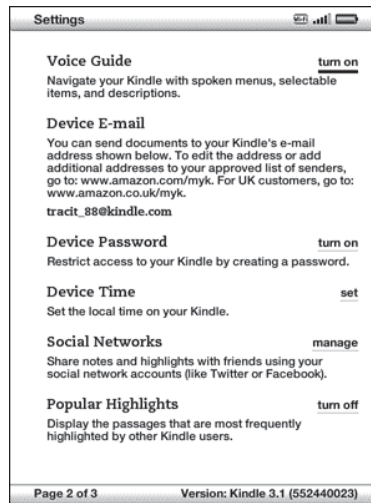 Settings
Wi-Fi
Voice Guide turn on
Navigate your Kindle with spoken menus, selectable
items, and descriptions.
Device E-mail
You can send documents to your Kindle's e-mail
address shown below. To edit the address or add
additional addresses to your approved list of senders,
go to: www.amazon.com/myk. For UK customers, go to:
www.amazon.co.uk/myk.
tracit_88@kindle.com
Device Password turn on
Restrict access to your Kindle by creating a password.
Device Time set
Set the local time on your Kindle.
Social Networks manage
Share notes and highlights with friends using your
social network accounts (like Twitter or Facebook).
Popular Highlights turn off
Display the passages that are most frequently
highlighted by other Kindle users.
Page 2 of 3 Version: Kindle 3.1 (552440023)